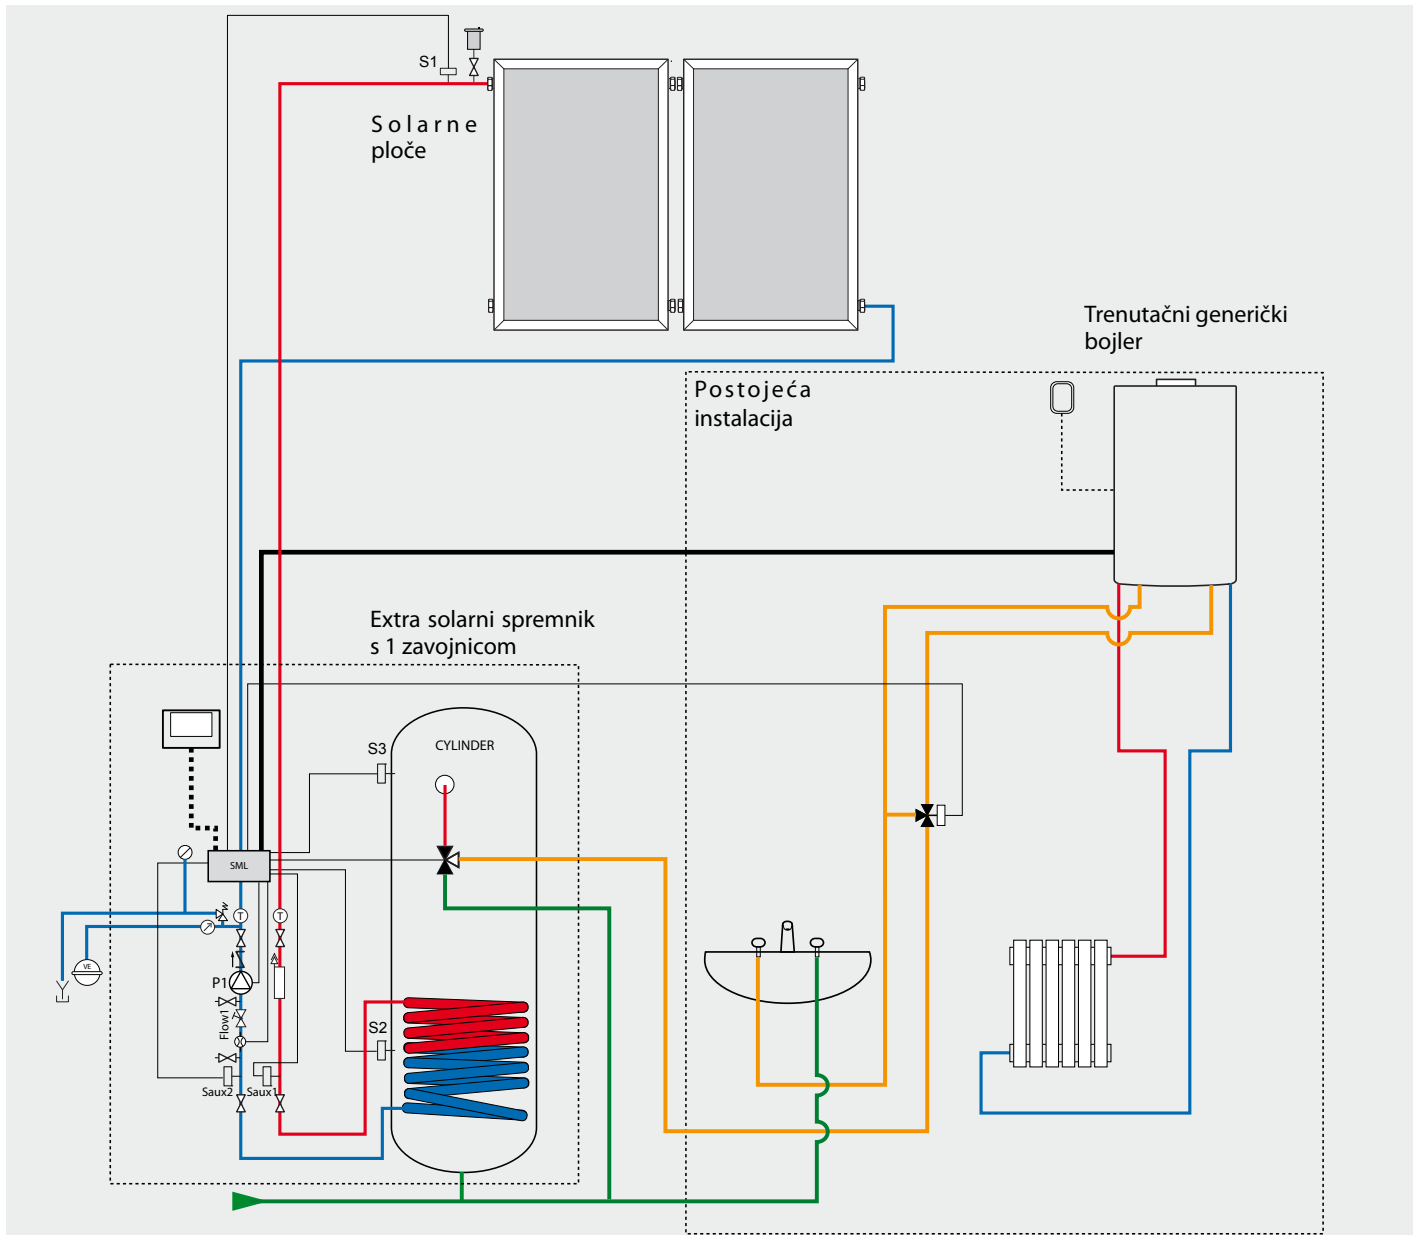 S1
Solarne
ploče
Trenutačni generički
bojler
Postojeća
instalacija
Extra solarni spremnik
s 1 zavojnicom
S3
CYLINDER
SML
T
T
VE
P1
Flow1
S2
Saux2
Saux1